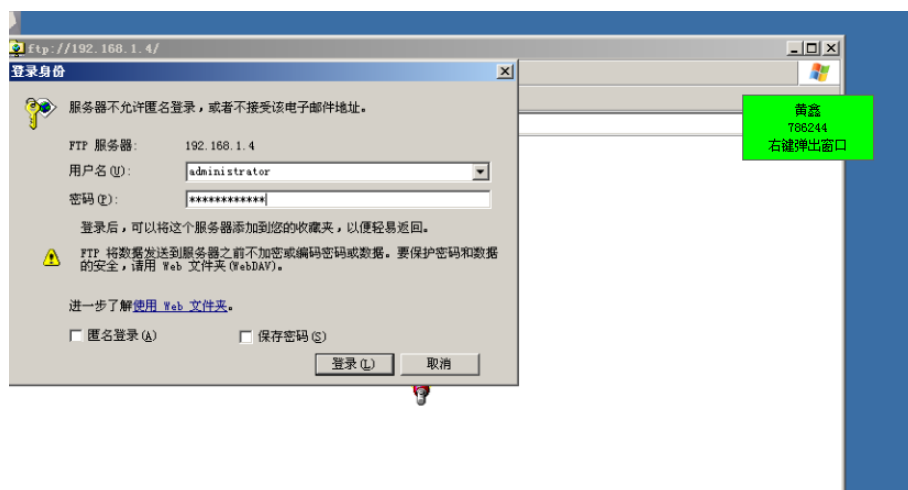 ftp://192.168.1.4/
登录身份
服务器不允许匿名登录，或者不接受该电子邮件地址。
FTP 服务器: 192.168.1.4
用户名(U): administrator
密码(P): ************
登录后，可以将这个服务器添加到您的收藏夹，以便轻易返回。
FTP 将数据发送到服务器之前不加密或编码密码或数据。要保护密码和数据
的安全，请用 Web 文件夹(WebDAV)。
进一步了解使用 Web 文件夹。
匿名登录(A) 保存密码(S)
登录(L) 取消
黄鑫
786244
右键弹出窗口